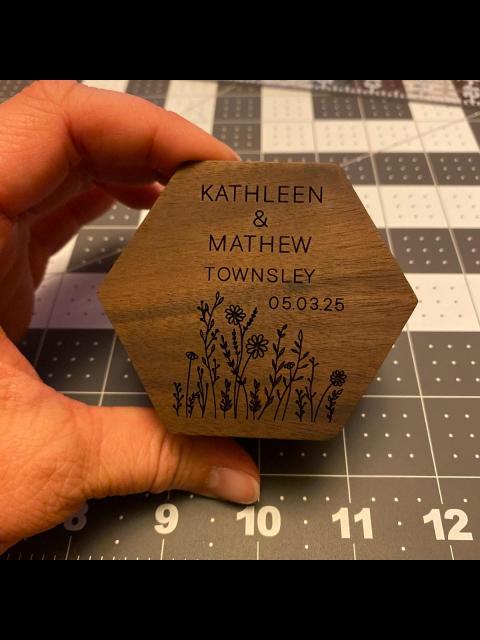 KATHLEEN
&
MATHEW
TOWNSLEY
05.03.25
8 9 10 11 12